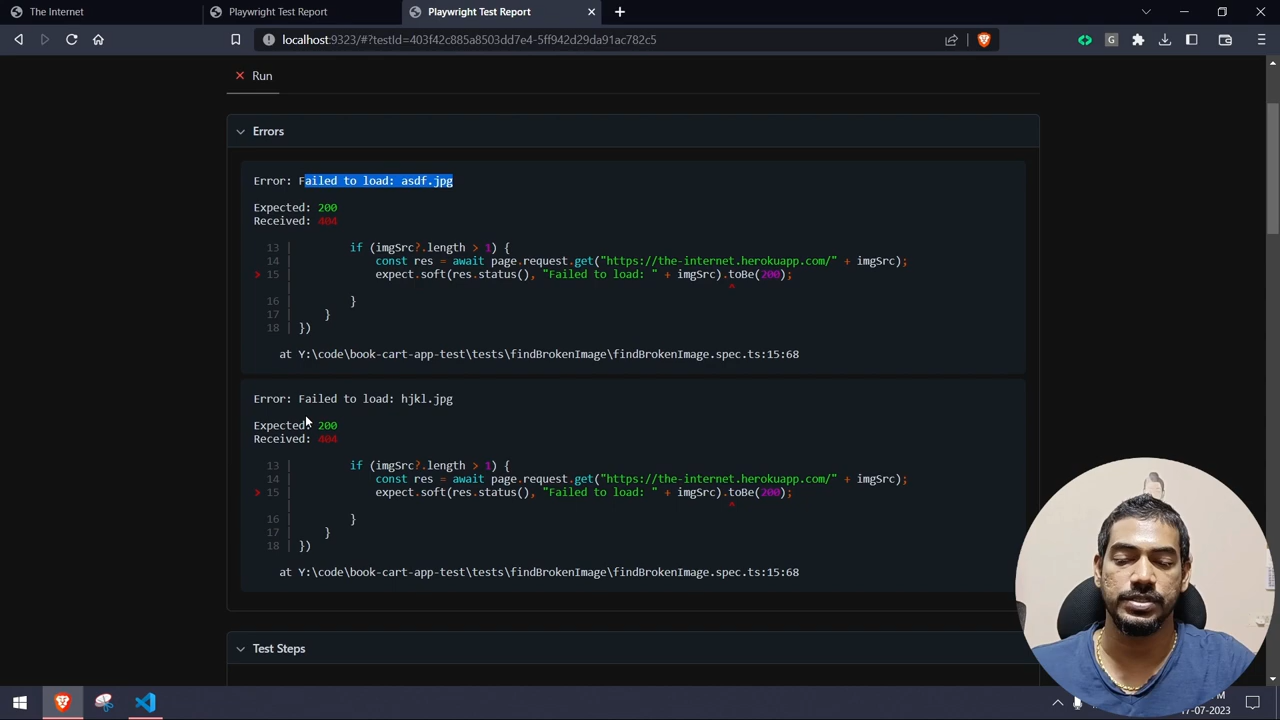 The Internet
Playwright Test Report
Playwright Test Report
localhost:9323/#?testId=403f42c885a8503dd7e4-5ff942d29da91ac782c5
G
Run
Errors
Error: Failed to load: asdf.jpg
Expected: 200
Received: 404
13 | if (imgSrc?.length > 1) {
14 | const res = await page.request.get("https://the-internet.herokuapp.com/" + imgSrc);
> 15 | expect.soft(res.status(), "Failed to load: " + imgSrc).toBe(200);
| ^
16 | }
17 | }
18 | })
at Y:\code\book-cart-app-test\tests\findBrokenImage\findBrokenImage.spec.ts:15:68
Error: Failed to load: hjkl.jpg
Expected: 200
Received: 404
13 | if (imgSrc?.length > 1) {
14 | const res = await page.request.get("https://the-internet.herokuapp.com/" + imgSrc);
> 15 | expect.soft(res.status(), "Failed to load: " + imgSrc).toBe(200);
| ^
16 | }
17 | }
18 | })
at Y:\code\book-cart-app-test\tests\findBrokenImage\findBrokenImage.spec.ts:15:68
Test Steps
M
17-07-2023